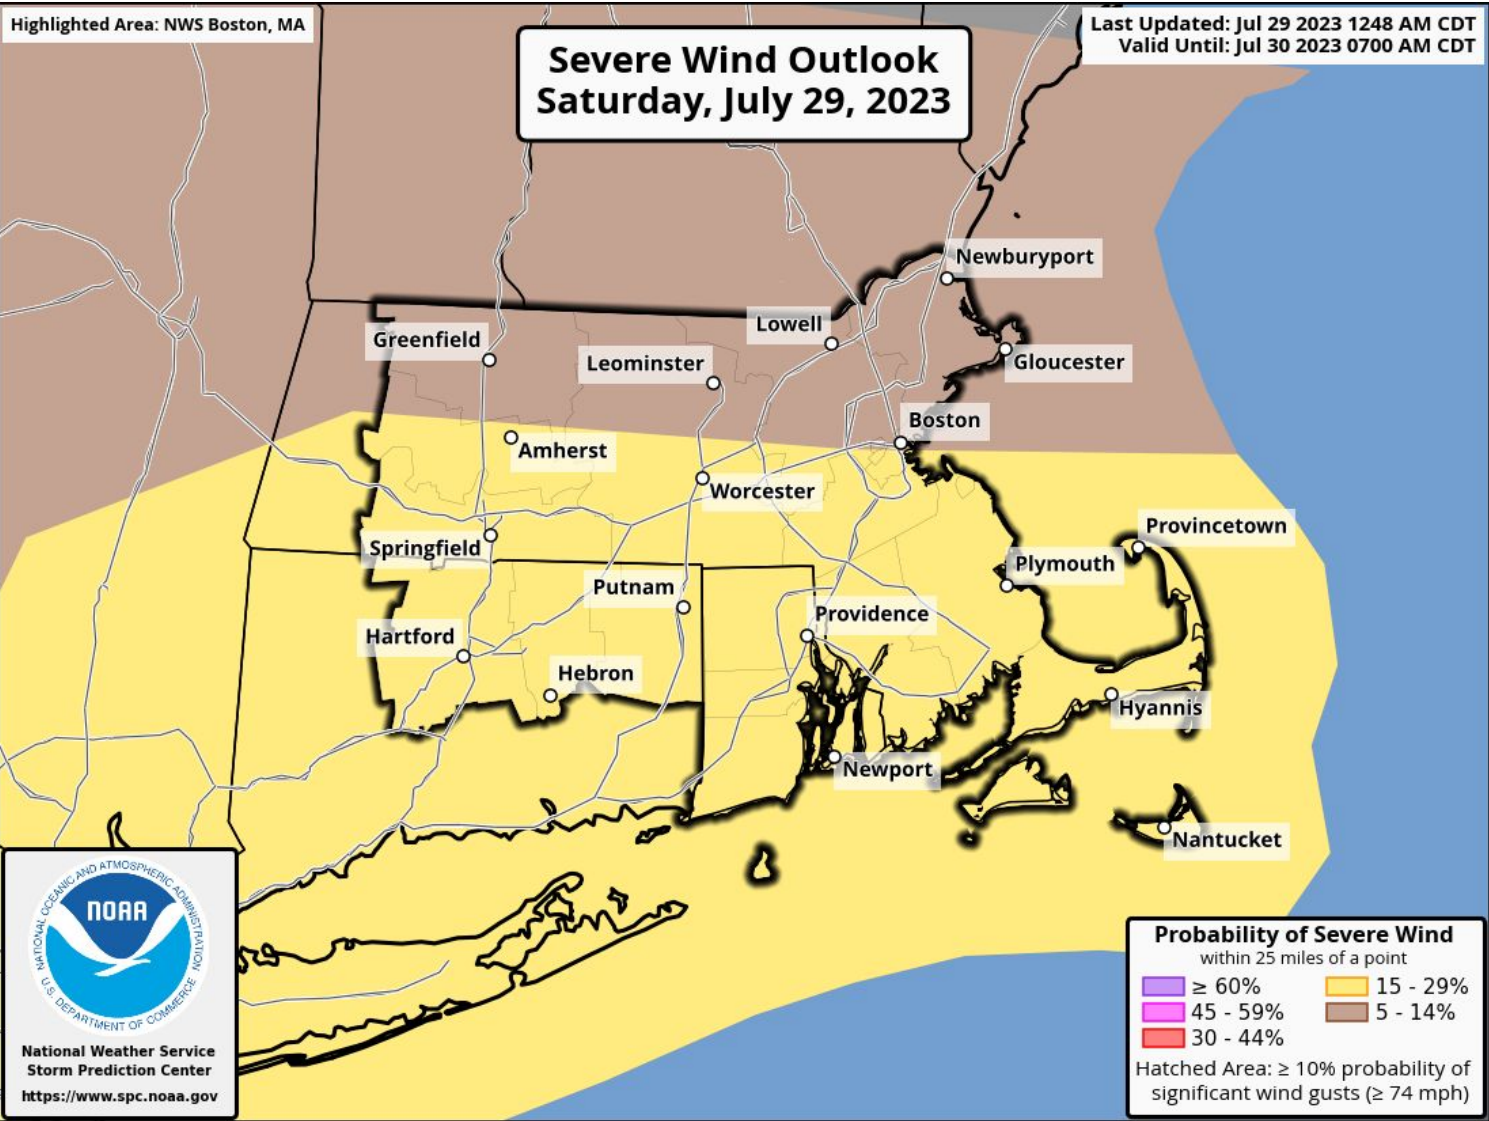 Highlighted Area: NWS Boston, MA
Last Updated: Jul 29 2023 1248 AM CDT
Valid Until: Jul 30 2023 0700 AM CDT
Severe Wind Outlook
Saturday, July 29, 2023
Newburyport
Lowell
Greenfield
Leominster
Gloucester
Boston
Amherst
Worcester
Provincetown
Springfield
Plymouth
Putnam
Providence
Hartford
Hebron
Hyannis
Newport
Nantucket
NATIONAL OCEANIC AND ATMOSPHERIC ADMINISTRATION
NOAA
U.S. DEPARTMENT OF COMMERCE
National Weather Service
Storm Prediction Center
https://www.spc.noaa.gov
Probability of Severe Wind
within 25 miles of a point
≥ 60% 15 - 29%
45 - 59% 5 - 14%
30 - 44%
Hatched Area: ≥ 10% probability of
significant wind gusts (≥ 74 mph)